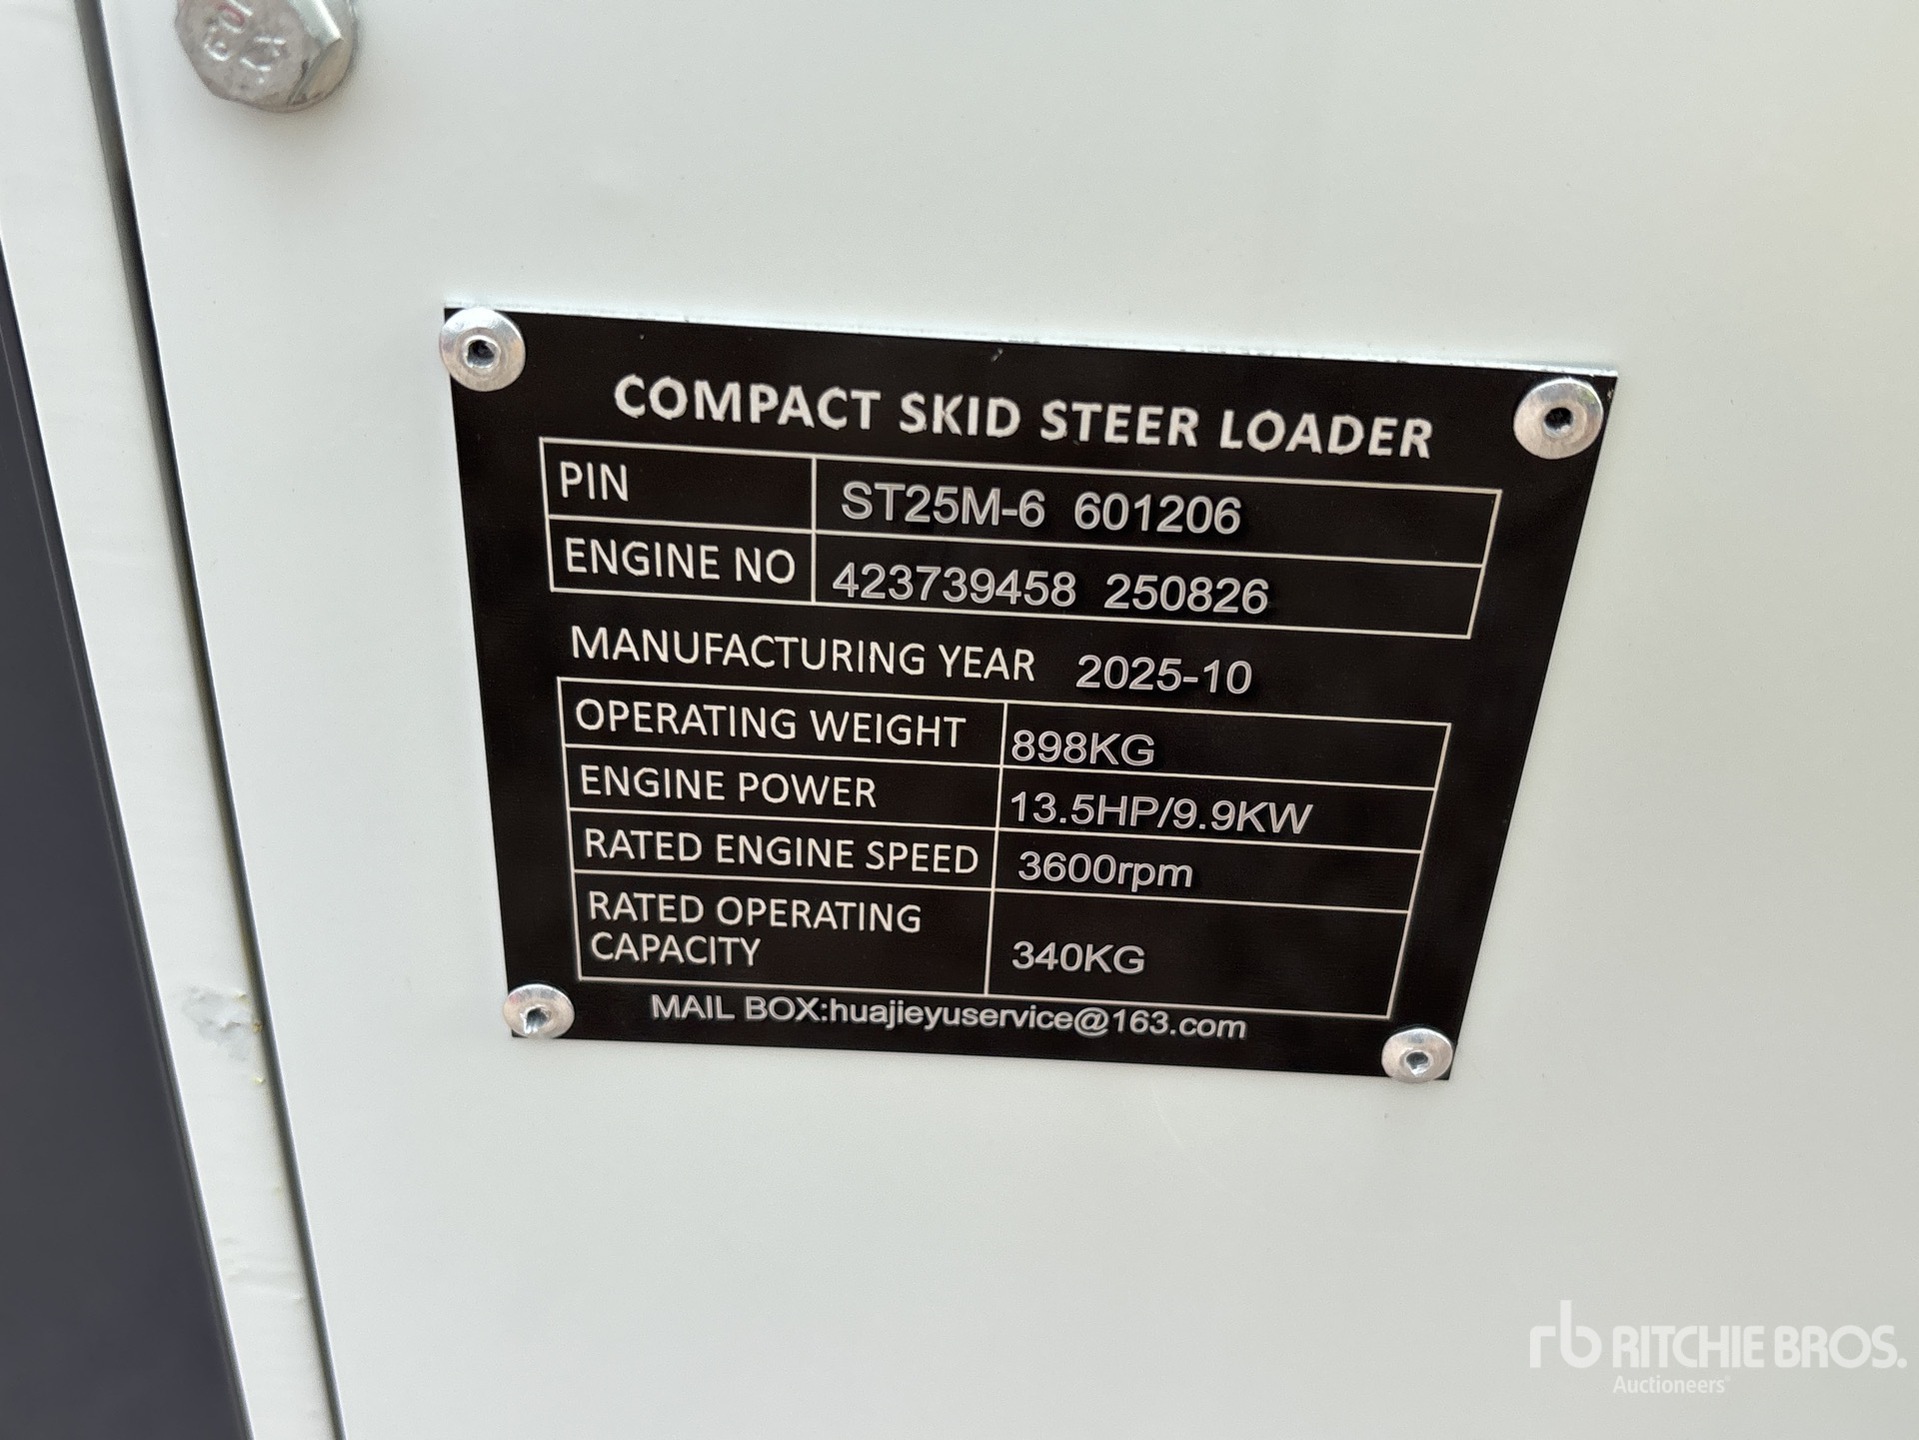 COMPACT SKID STEER LOADER
PIN ST25M-6 601206
ENGINE NO 423739458 250826
MANUFACTURING YEAR 2025-10
OPERATING WEIGHT 898KG
ENGINE POWER 13.5HP/9.9KW
RATED ENGINE SPEED 3600rpm
RATED OPERATING
CAPACITY 340KG
MAIL BOX:huajieyuservice@163.com
rb RITCHIE BROS.
Auctioneers